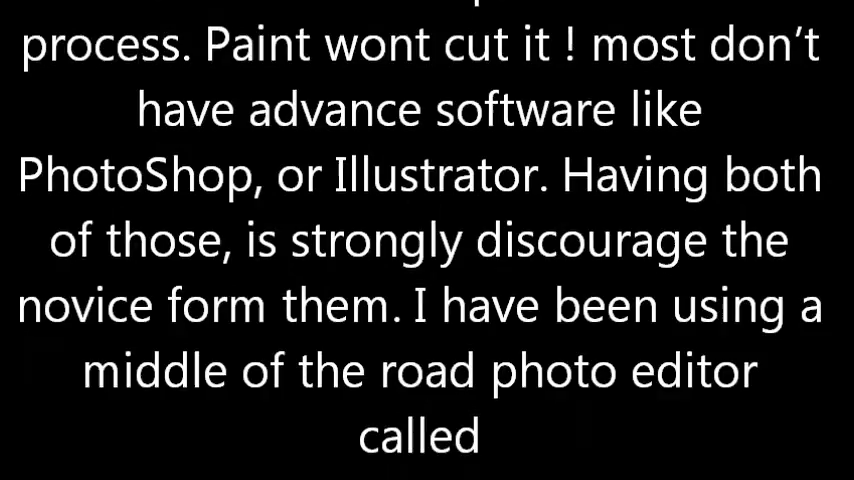 process. Paint wont cut it ! most don’t
have advance software like
PhotoShop, or Illustrator. Having both
of those, is strongly discourage the
novice form them. I have been using a
middle of the road photo editor
called